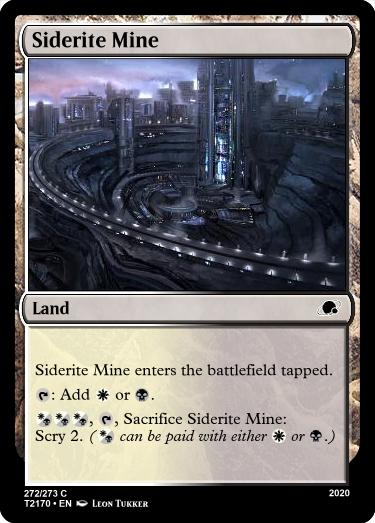 Siderite Mine
Land
Siderite Mine enters the battlefield tapped.
: Add or .
, , Sacrifice Siderite Mine:
Scry 2. ( can be paid with either or .)
272/273 C 2020
T2170 • EN Leon Tukker